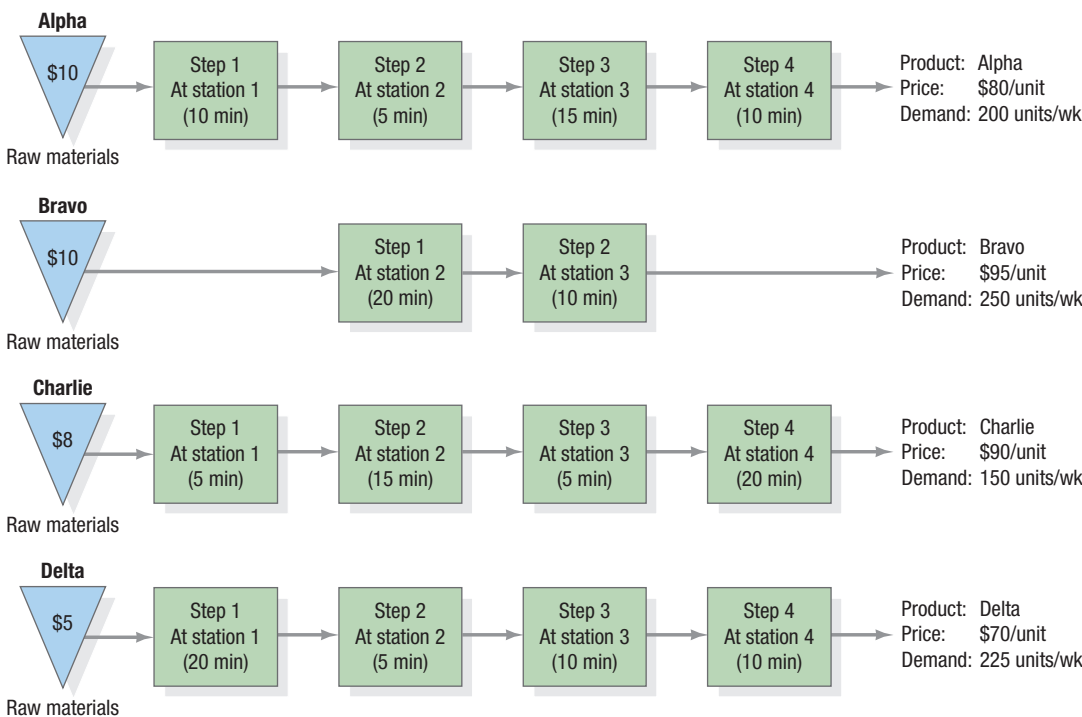 Alpha
$10
Raw materials
Step 1
At station 1
(10 min)
Step 2
At station 2
(5 min)
Step 3
At station 3
(15 min)
Step 4
At station 4
(10 min)
Product: Alpha
Price: $80/unit
Demand: 200 units/wk
Bravo
$10
Raw materials
Step 1
At station 2
(20 min)
Step 2
At station 3
(10 min)
Product: Bravo
Price: $95/unit
Demand: 250 units/wk
Charlie
$8
Raw materials
Step 1
At station 1
(5 min)
Step 2
At station 2
(15 min)
Step 3
At station 3
(5 min)
Step 4
At station 4
(20 min)
Product: Charlie
Price: $90/unit
Demand: 150 units/wk
Delta
$5
Raw materials
Step 1
At station 1
(20 min)
Step 2
At station 2
(5 min)
Step 3
At station 3
(10 min)
Step 4
At station 4
(10 min)
Product: Delta
Price: $70/unit
Demand: 225 units/wk